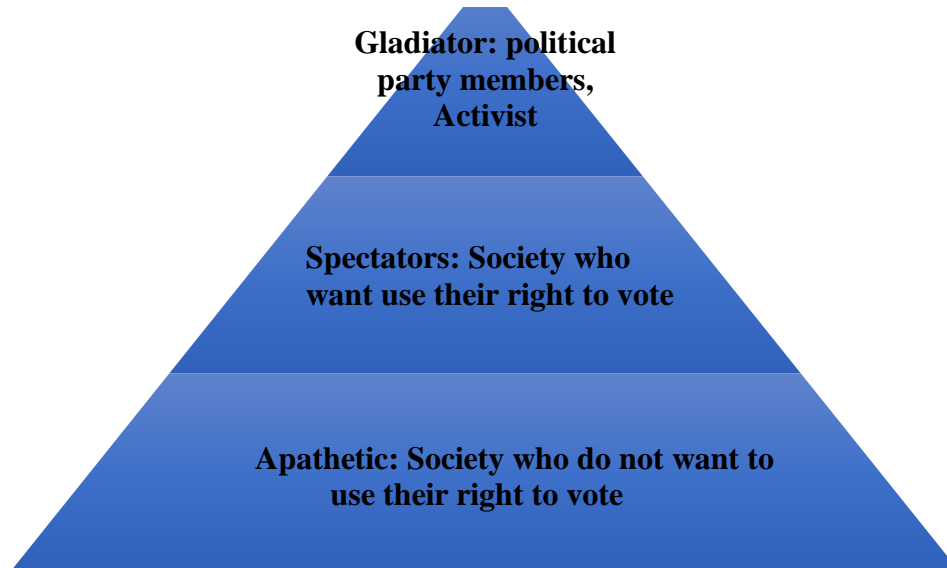 Gladiator: political
party members,
Activist
Spectators: Society who
want use their right to vote
Apathetic: Society who do not want to
use their right to vote